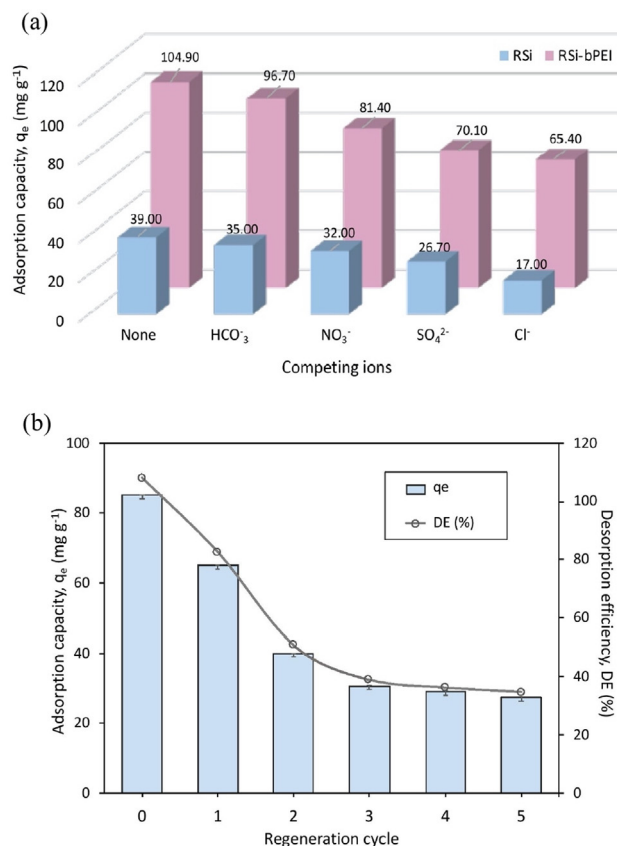 (a)
RSi RSi-bPEI
Adsorption capacity, qₑ (mg g⁻¹)
120
100
80
60
40
20
0
104.90
96.70
81.40
70.10
65.40
39.00
35.00
32.00
26.70
17.00
None HCO⁻₃ NO₃⁻ SO₄²⁻ Cl⁻
Competing ions
(b)
Adsorption capacity, qₑ (mg g⁻¹)
100
80
60
40
20
0
qe
DE (%)
120
100
80
60
40
20
0
Desorption efficiency, DE (%)
0 1 2 3 4 5
Regeneration cycle